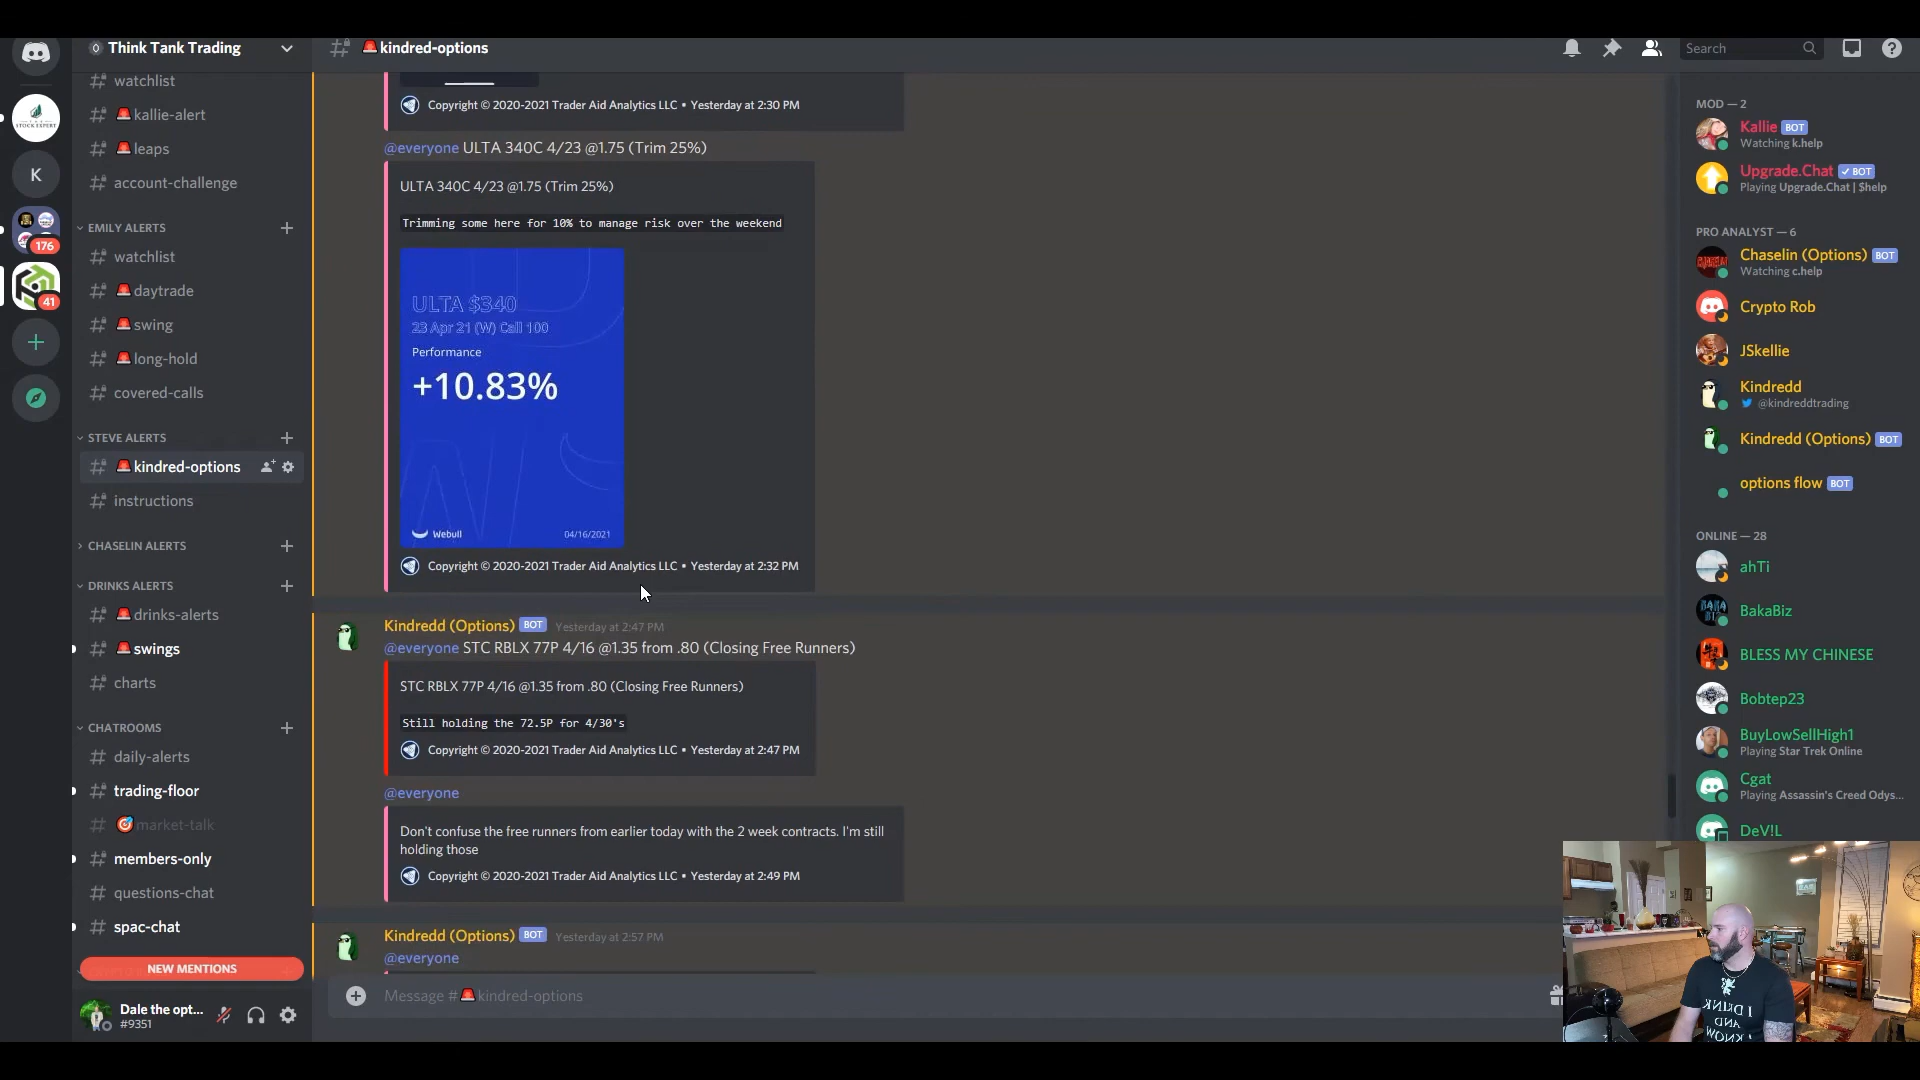 Think Tank Trading
watchlist
kallie-alert
leaps
account-challenge
EMILY ALERTS
watchlist
daytrade
swing
long-hold
covered-calls
STEVE ALERTS
kindred-options
instructions
CHASELIN ALERTS
DRINKS ALERTS
drinks-alerts
swings
charts
CHATROOMS
daily-alerts
trading-floor
market-talk
members-only
questions-chat
spac-chat
NEW MENTIONS
Dale the opt...
#9351
STOCK EXPERT
K
176
41
kindred-options
Search
Copyright © 2020-2021 Trader Aid Analytics LLC • Yesterday at 2:30 PM
@everyone ULTA 340C 4/23 @1.75 (Trim 25%)
ULTA 340C 4/23 @1.75 (Trim 25%)
Trimming some here for 10% to manage risk over the weekend
ULTA $340
23 Apr 21 (W) Call 100
Performance
+10.83%
Webull 04/16/2021
Copyright © 2020-2021 Trader Aid Analytics LLC • Yesterday at 2:32 PM
Kindredd (Options) BOT Yesterday at 2:47 PM
@everyone STC RBLX 77P 4/16 @1.35 from .80 (Closing Free Runners)
STC RBLX 77P 4/16 @1.35 from .80 (Closing Free Runners)
Still holding the 72.5P for 4/30's
Copyright © 2020-2021 Trader Aid Analytics LLC • Yesterday at 2:47 PM
@everyone
Don't confuse the free runners from earlier today with the 2 week contracts. I'm still
holding those
Copyright © 2020-2021 Trader Aid Analytics LLC • Yesterday at 2:49 PM
Kindredd (Options) BOT Yesterday at 2:57 PM
@everyone
Message #kindred-options
MOD — 2
Kallie BOT
Watching k.help
Upgrade.Chat BOT
Playing Upgrade.Chat | $help
PRO ANALYST — 6
Chaselin (Options) BOT
Watching c.help
Crypto Rob
JSkellie
Kindredd
@kindreddtrading
Kindredd (Options) BOT
options flow BOT
ONLINE — 28
ahTi
BakaBiz
BLESS MY CHINESE
Bobtep23
BuyLowSellHigh1
Playing Star Trek Online
Cgat
Playing Assassin's Creed Odys...
DeV!L
I DRINK
AND
I KNOW